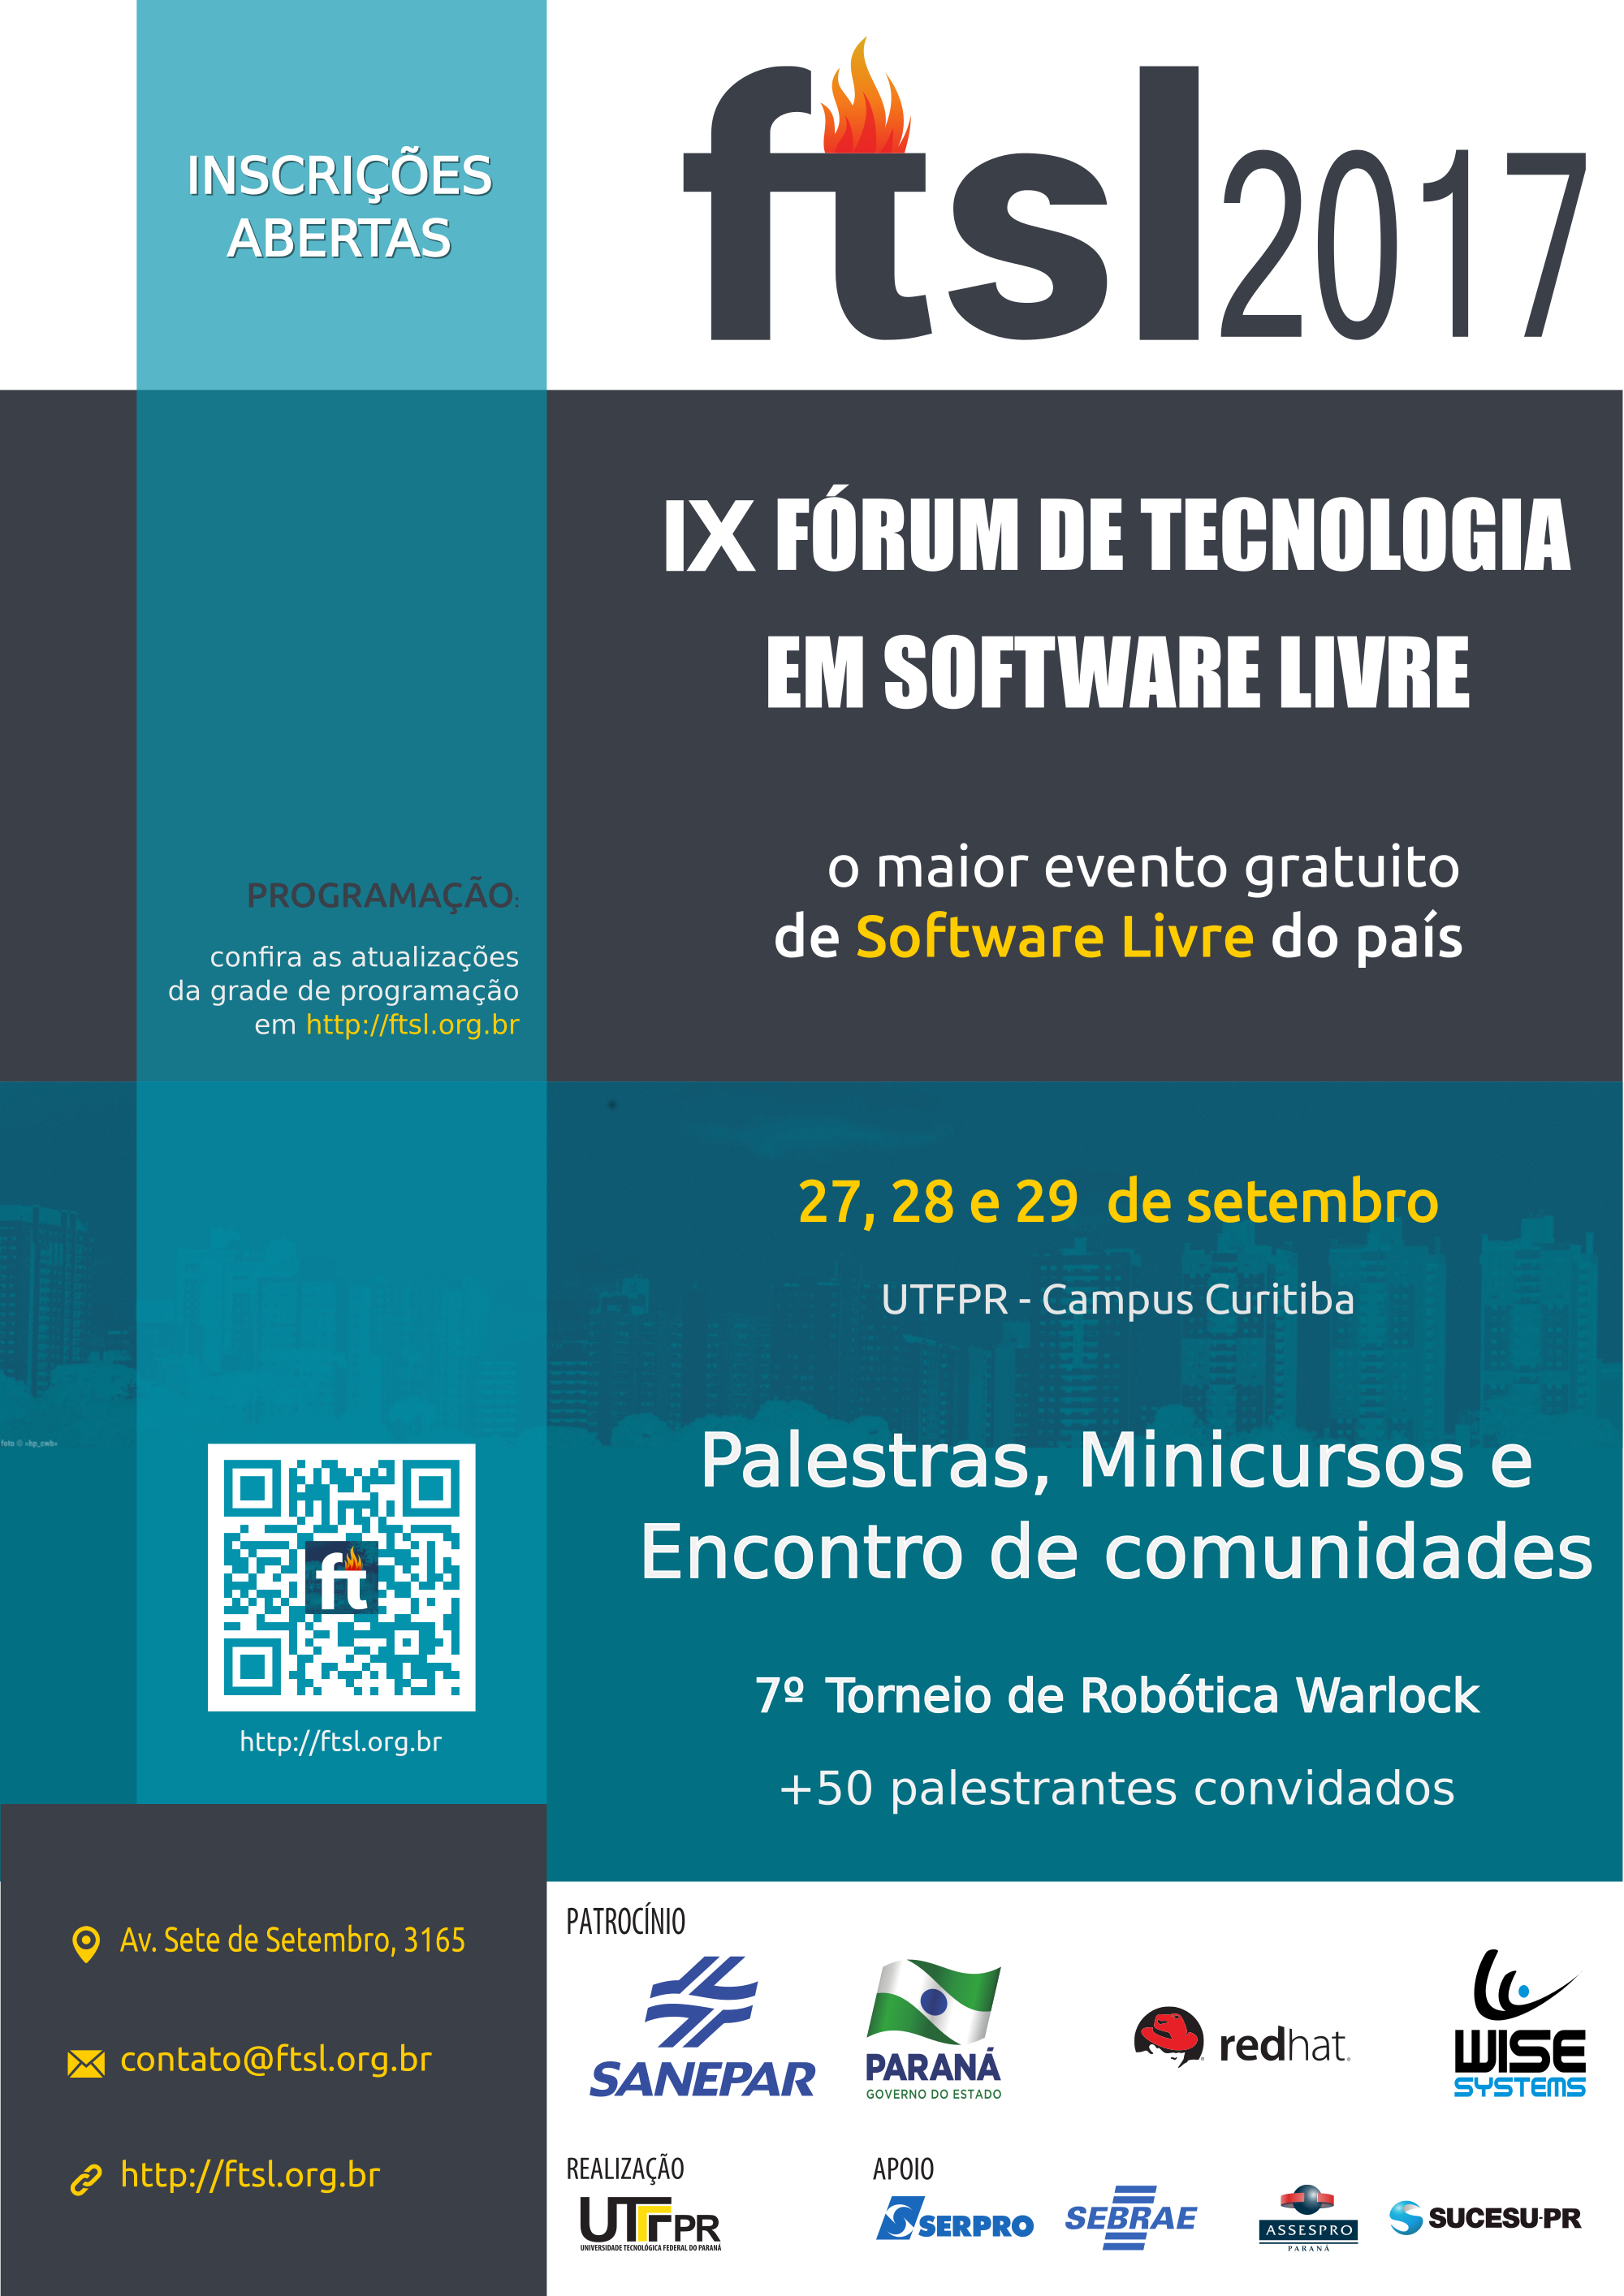 INSCRIÇÕES
ABERTAS
ftsl2017
IX FÓRUM DE TECNOLOGIA
EM SOFTWARE LIVRE
o maior evento gratuito
de Software Livre do país
PROGRAMAÇÃO:
confira as atualizações
da grade de programação
em http://ftsl.org.br
27, 28 e 29 de setembro
UTFPR - Campus Curitiba
foto © »hp_cwb«
Palestras, Minicursos e
Encontro de comunidades
7º Torneio de Robótica Warlock
+50 palestrantes convidados
ft
http://ftsl.org.br
Av. Sete de Setembro, 3165
contato@ftsl.org.br
http://ftsl.org.br
PATROCÍNIO
SANEPAR
PARANÁ
GOVERNO DO ESTADO
redhat.
WISE
SYSTEMS
REALIZAÇÃO
UTFPR
UNIVERSIDADE TECNOLÓGICA FEDERAL DO PARANÁ
APOIO
SERPRO
SEBRAE
ASSESPRO
PARANÁ
SUCESU-PR